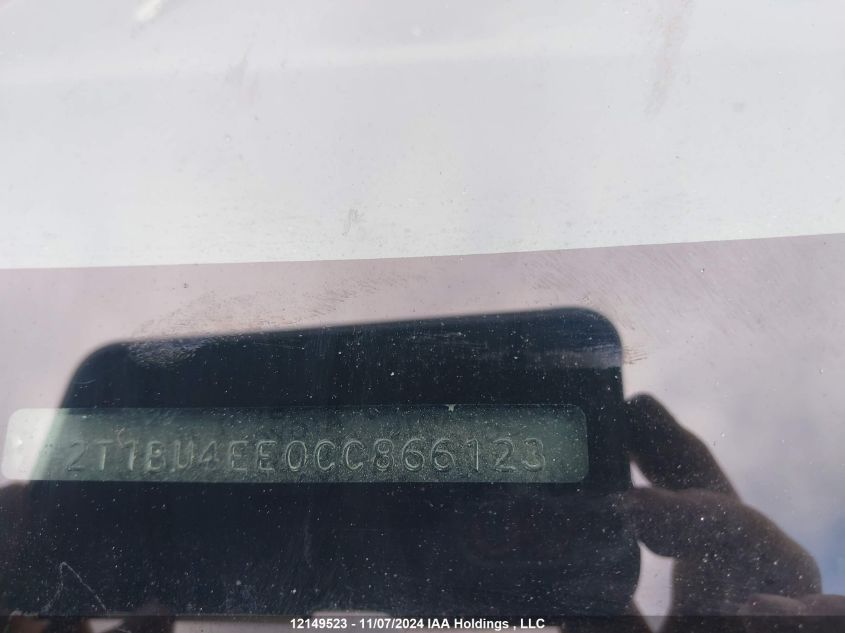 2T1BU4EE0CC866123
12149523 - 11/07/2024 IAA Holdings , LLC